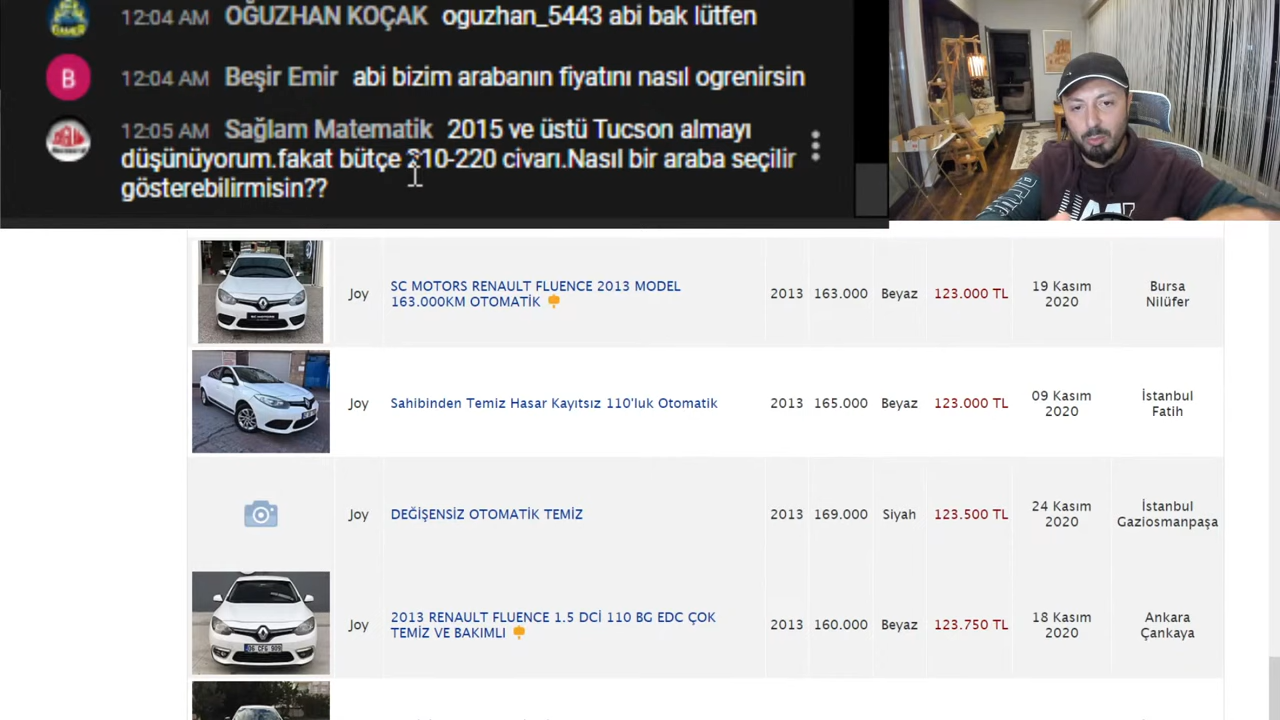 12:04 AM OĞUZHAN KOÇAK oguzhan_5443 abi bak lütfen
B 12:04 AM Beşir Emir abi bizim arabanın fiyatını nasıl ogrenirsin
12:05 AM Sağlam Matematik 2015 ve üstü Tucson almayı
düşünüyorum.fakat bütçe 210-220 civarı.Nasıl bir araba seçilir
gösterebilirmisin??
Joy SC MOTORS RENAULT FLUENCE 2013 MODEL
163.000KM OTOMATİK
2013 163.000 Beyaz 123.000 TL 19 Kasım
2020
Bursa
Nilüfer
Joy Sahibinden Temiz Hasar Kayıtsız 110'luk Otomatik 2013 165.000 Beyaz 123.000 TL 09 Kasım
2020
İstanbul
Fatih
Joy DEĞİŞENSİZ OTOMATİK TEMİZ 2013 169.000 Siyah 123.500 TL 24 Kasım
2020
İstanbul
Gaziosmanpaşa
Joy 2013 RENAULT FLUENCE 1.5 DCİ 110 BG EDC ÇOK
TEMİZ VE BAKIMLI
2013 160.000 Beyaz 123.750 TL 18 Kasım
2020
Ankara
Çankaya